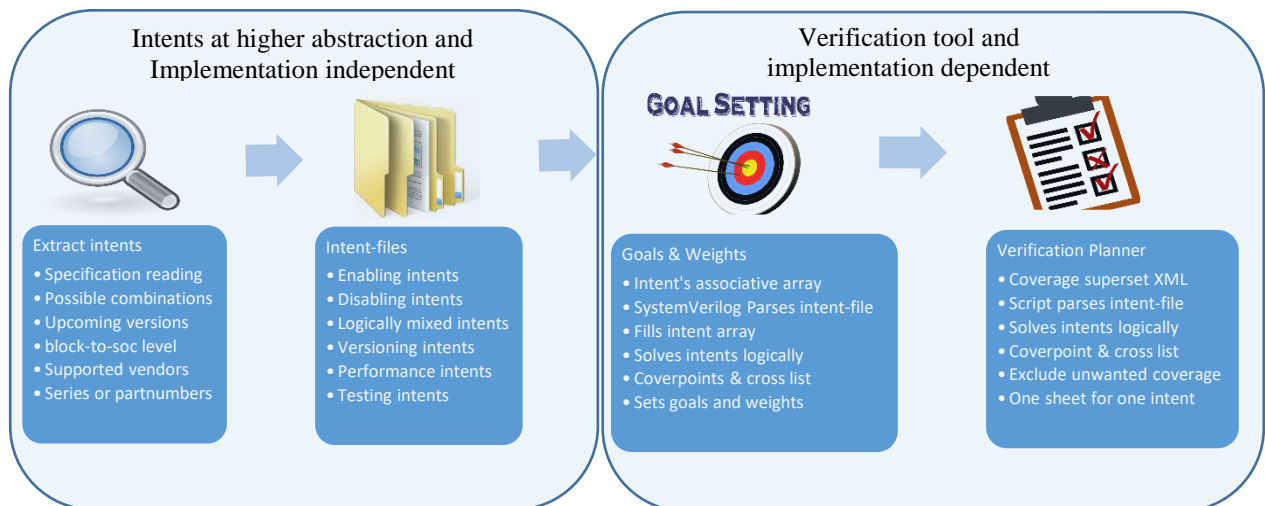 Intents at higher abstraction and
Implementation independent
Extract intents
• Specification reading
• Possible combinations
• Upcoming versions
• block-to-soc level
• Supported vendors
• Series or partnumbers
Intent-files
• Enabling intents
• Disabling intents
• Logically mixed intents
• Versioning intents
• Performance intents
• Testing intents
Verification tool and
implementation dependent
GOAL SETTING
Goals & Weights
• Intent's associative array
• SystemVerilog Parses intent-file
• Fills intent array
• Solves intents logically
• Coverpoints & cross list
• Sets goals and weights
Verification Planner
• Coverage superset XML
• Script parses intent-file
• Solves intents logically
• Coverpoint & cross list
• Exclude unwanted coverage
• One sheet for one intent